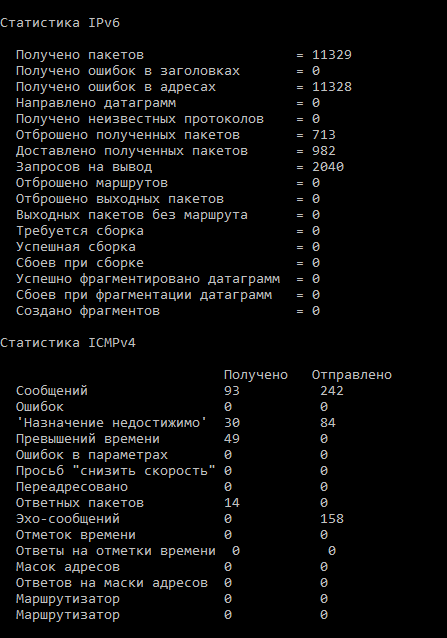 Статистика IPv6
Получено пакетов = 11329
Получено ошибок в заголовках = 0
Получено ошибок в адресах = 11328
Направлено датаграмм = 0
Получено неизвестных протоколов = 0
Отброшено полученных пакетов = 713
Доставлено полученных пакетов = 982
Запросов на вывод = 2040
Отброшено маршрутов = 0
Отброшено выходных пакетов = 0
Выходных пакетов без маршрута = 0
Требуется сборка = 0
Успешная сборка = 0
Сбоев при сборке = 0
Успешно фрагментировано датаграмм = 0
Сбоев при фрагментации датаграмм = 0
Создано фрагментов = 0
Статистика ICMPv4
Получено Отправлено
Сообщений 93 242
Ошибок 0 0
'Назначение недостижимо' 30 84
Превышений времени 49 0
Ошибок в параметрах 0 0
Просьб "снизить скорость" 0 0
Переадресовано 0 0
Ответных пакетов 14 0
Эхо-сообщений 0 158
Отметок времени 0 0
Ответы на отметки времени 0 0
Масок адресов 0 0
Ответов на маски адресов 0 0
Маршрутизатор 0 0
Маршрутизатор 0 0